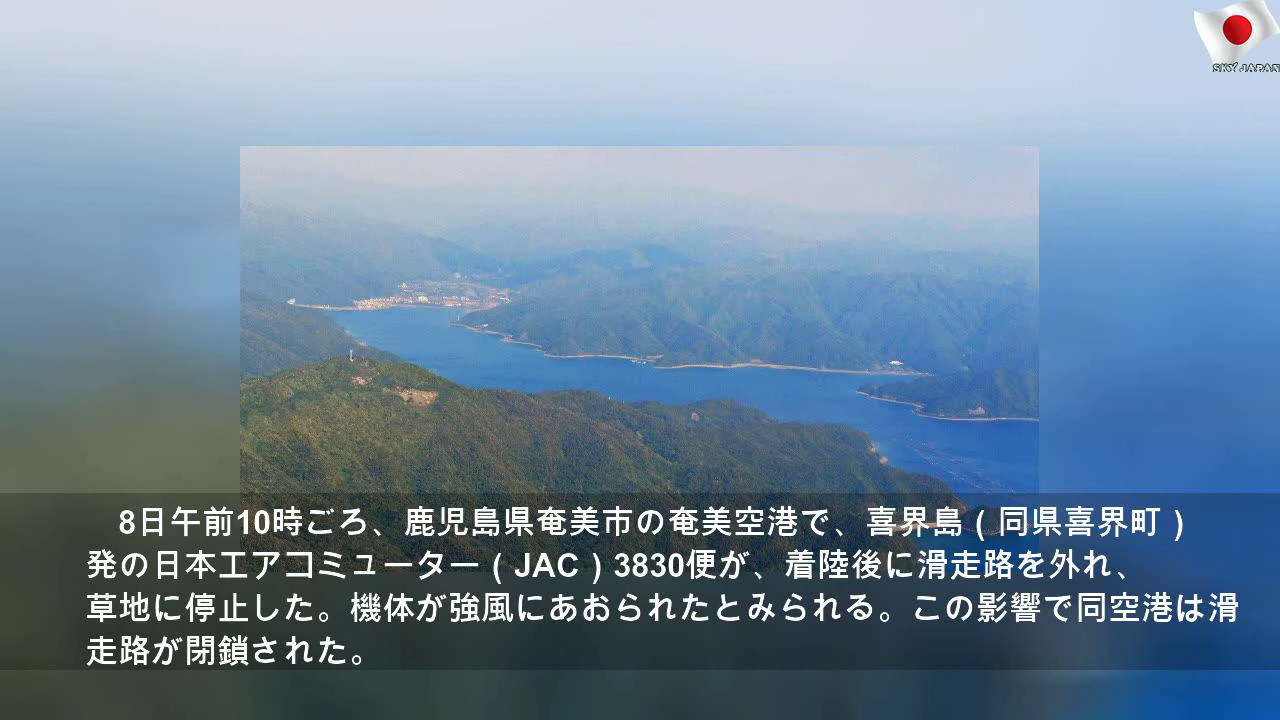 SKY JAPAN
8日午前10時ごろ、鹿児島県奄美市の奄美空港で、喜界島(同県喜界町)
発の日本エアコミューター(JAC)3830便が、着陸後に滑走路を外れ、
草地に停止した。機体が強風にあおられたとみられる。この影響で同空港は滑
走路が閉鎖された。